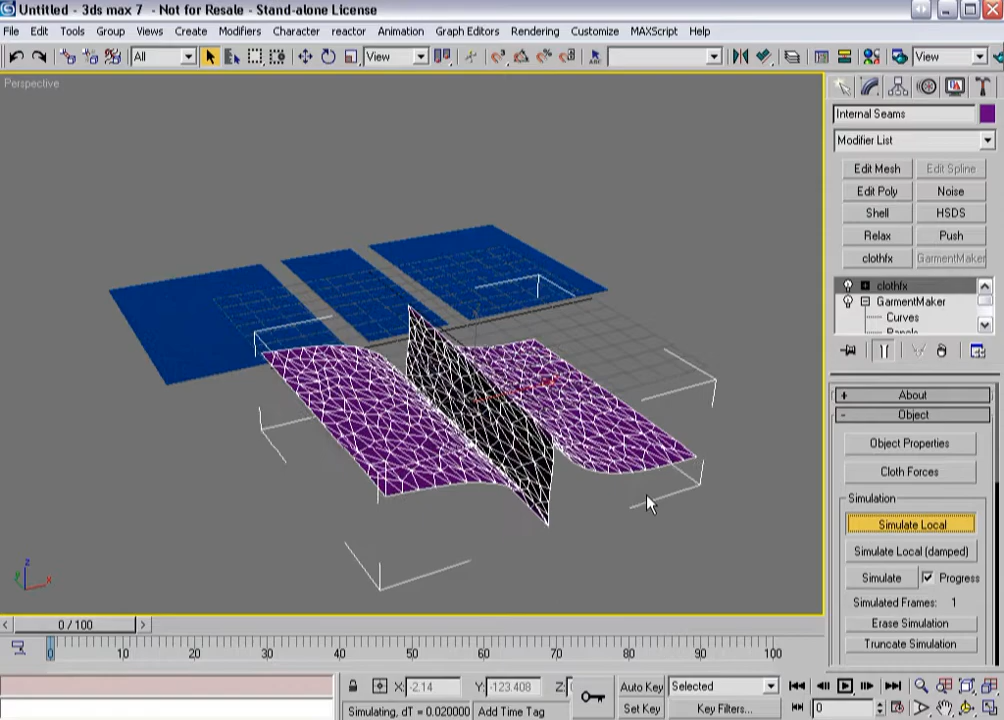 Untitled - 3ds max 7 - Not for Resale - Stand-alone License
File Edit Tools Group Views Create Modifiers Character reactor Animation Graph Editors Rendering Customize MAXScript Help
All View View
Perspective
Internal Seams
Modifier List
Edit Mesh Edit Spline
Edit Poly Noise
Shell HSDS
Relax Push
clothfx GarmentMaker
clothfx
GarmentMaker
Curves
Panels
+ About
- Object
Object Properties
Cloth Forces
Simulation
Simulate Local
Simulate Local (damped)
Simulate Progress
Simulated Frames: 1
Erase Simulation
Truncate Simulation
z
y x
< 0 / 100 >
0 10 20 30 40 50 60 70 80 90 100
X: -2.14 Y: -123.408 Z: Auto Key Selected
Simulating, dT = 0.020000 Add Time Tag Set Key Key Filters... 0